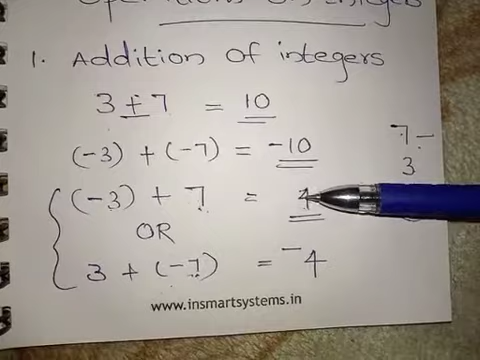 Operations on integers
1. Addition of integers
3 + 7 = 10
(-3) + (-7) = -10
7 -
3
(-3) + 7 = 4
OR
3 + (-7) = -4
www.insmartsystems.in